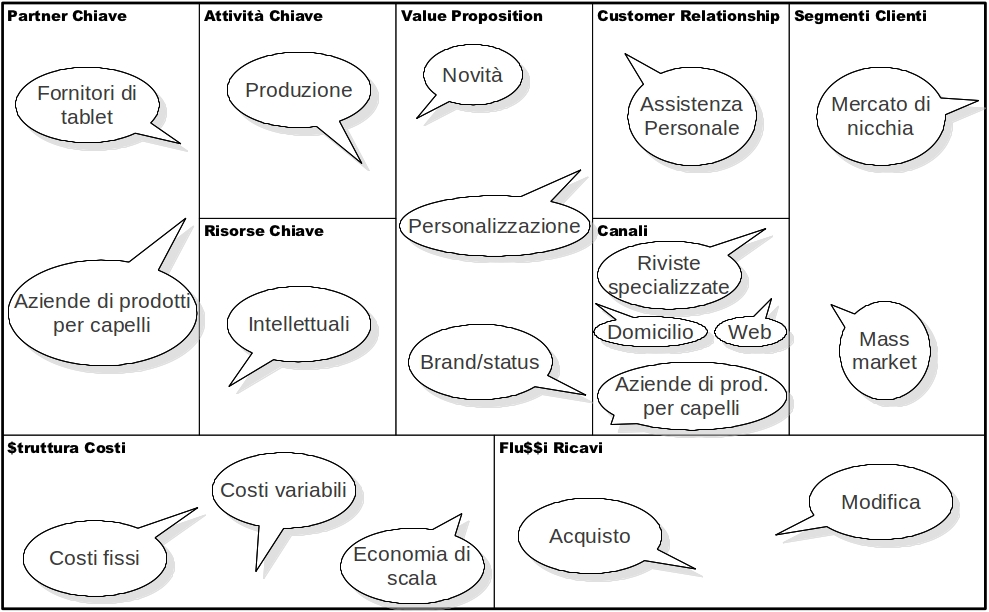 Partner Chiave
Fornitori di
tablet
Aziende di prodotti
per capelli
Attività Chiave
Produzione
Risorse Chiave
Intellettuali
Value Proposition
Novità
Personalizzazione
Brand/status
Customer Relationship
Assistenza
Personale
Canali
Riviste
specializzate
Domicilio
Web
Aziende di prod.
per capelli
Segmenti Clienti
Mercato di
nicchia
Mass
market
$truttura Costi
Costi fissi
Costi variabili
Economia di
scala
Flu$$i Ricavi
Acquisto
Modifica